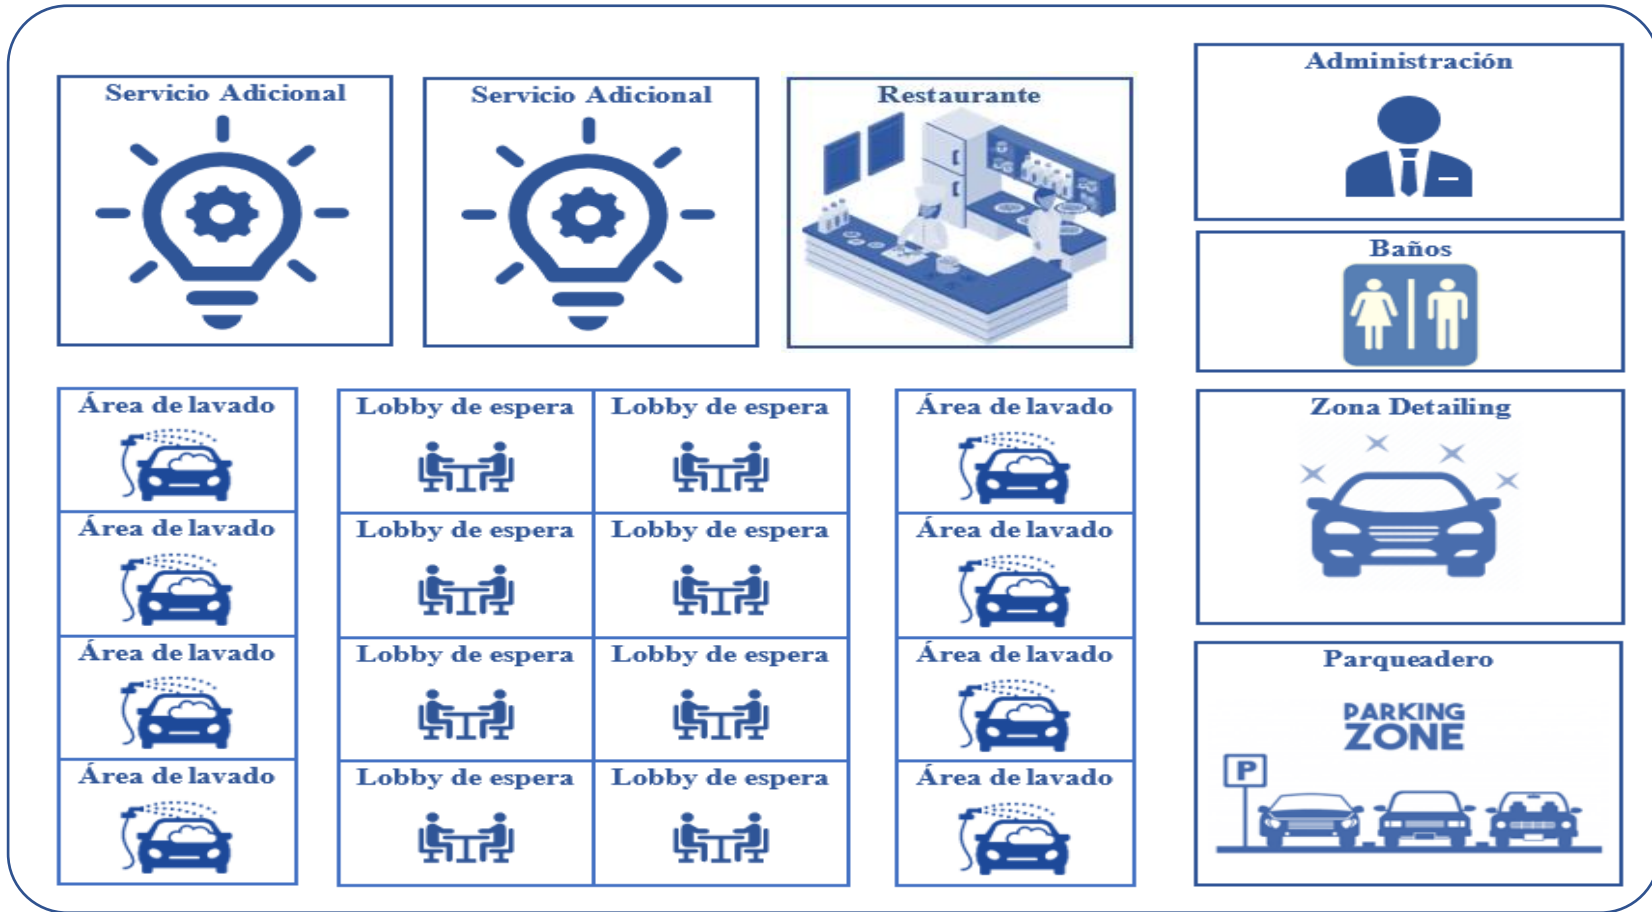 Servicio Adicional
Servicio Adicional
Restaurante
Administración
Baños
Área de lavado
Lobby de espera
Lobby de espera
Área de lavado
Zona Detailing
Área de lavado
Lobby de espera
Lobby de espera
Área de lavado
Área de lavado
Lobby de espera
Lobby de espera
Área de lavado
Parqueadero
PARKING
ZONE
P
Área de lavado
Lobby de espera
Lobby de espera
Área de lavado